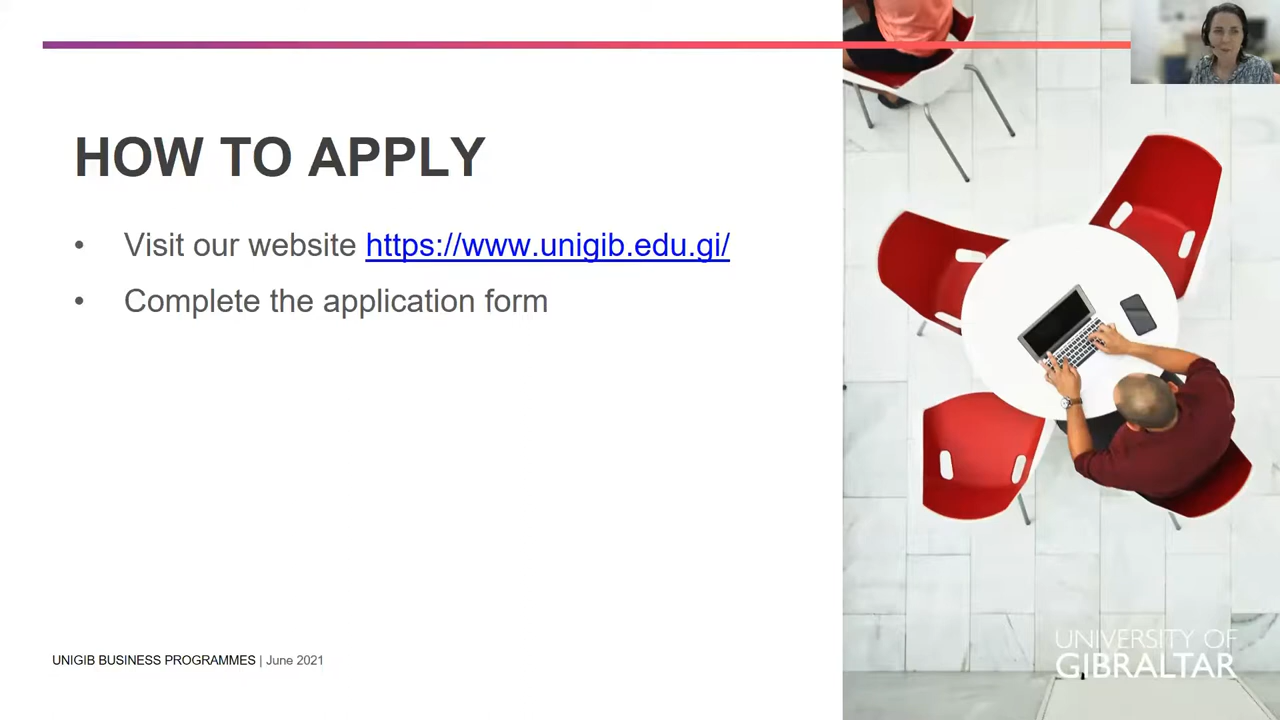 HOW TO APPLY
• Visit our website https://www.unigib.edu.gi/
• Complete the application form
UNIGIB BUSINESS PROGRAMMES | June 2021
UNIVERSITY OF
GIBRALTAR